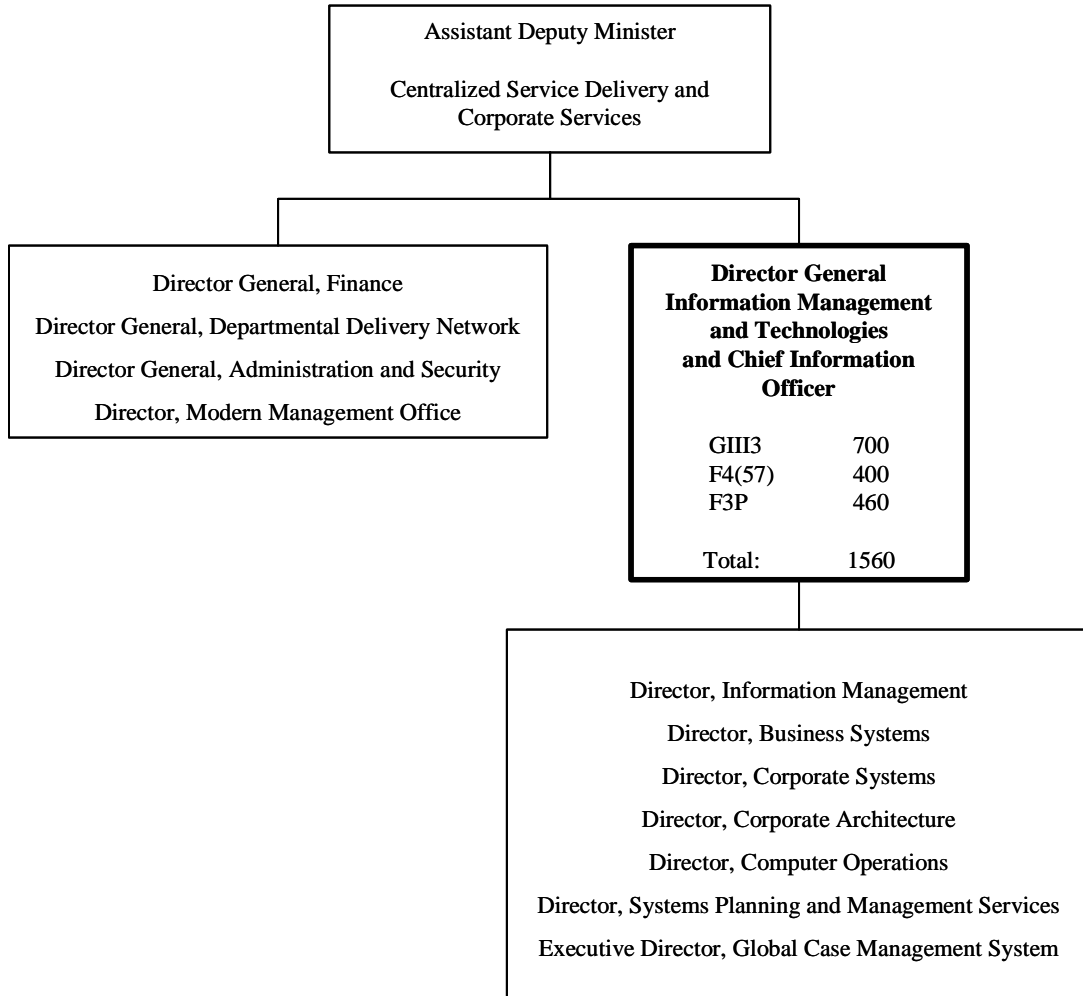 Assistant Deputy Minister
Centralized Service Delivery and
Corporate Services
Director General, Finance
Director General, Departmental Delivery Network
Director General, Administration and Security
Director, Modern Management Office
Director General
Information Management
and Technologies
and Chief Information
Officer
GIII3 700
F4(57) 400
F3P 460
Total: 1560
Director, Information Management
Director, Business Systems
Director, Corporate Systems
Director, Corporate Architecture
Director, Computer Operations
Director, Systems Planning and Management Services
Executive Director, Global Case Management System